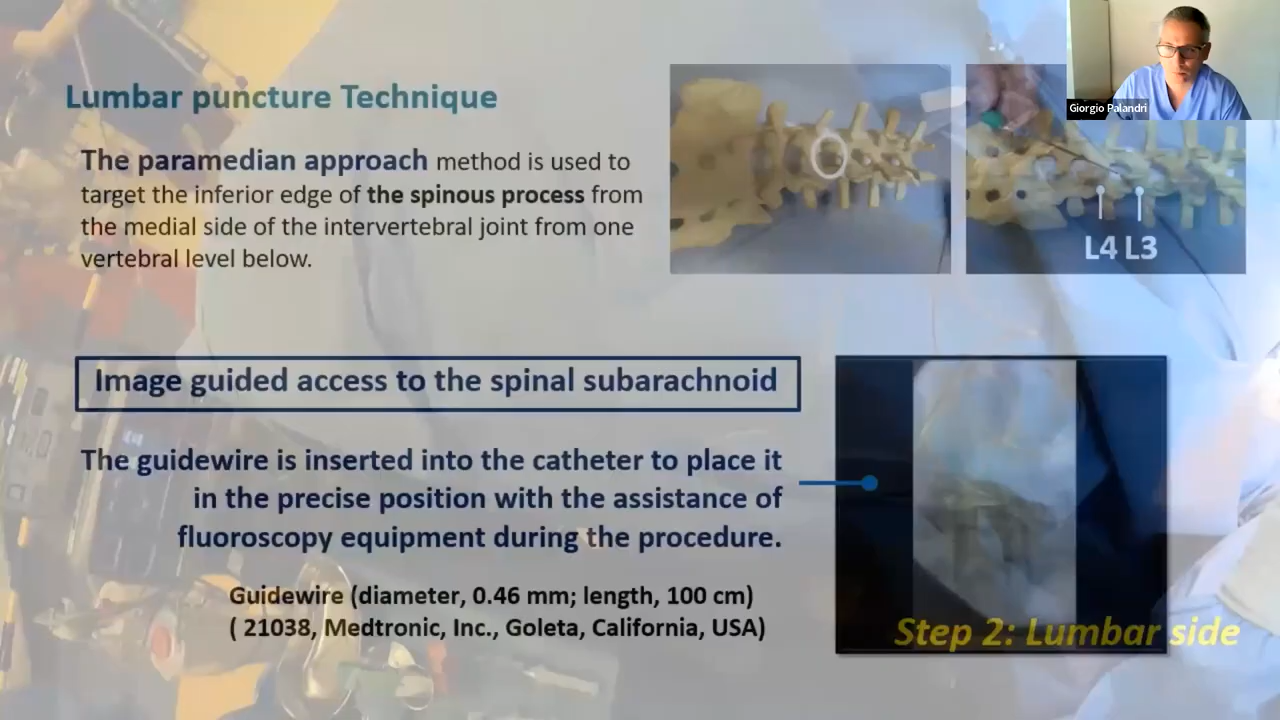 Giorgio Palandri
Lumbar puncture Technique
The paramedian approach method is used to
target the inferior edge of the spinous process from
the medial side of the intervertebral joint from one
vertebral level below.
L4 L3
Image guided access to the spinal subarachnoid
The guidewire is inserted into the catheter to place it
in the precise position with the assistance of
fluoroscopy equipment during the procedure.
Guidewire (diameter, 0.46 mm; length, 100 cm)
( 21038, Medtronic, Inc., Goleta, California, USA)
Step 2: Lumbar side